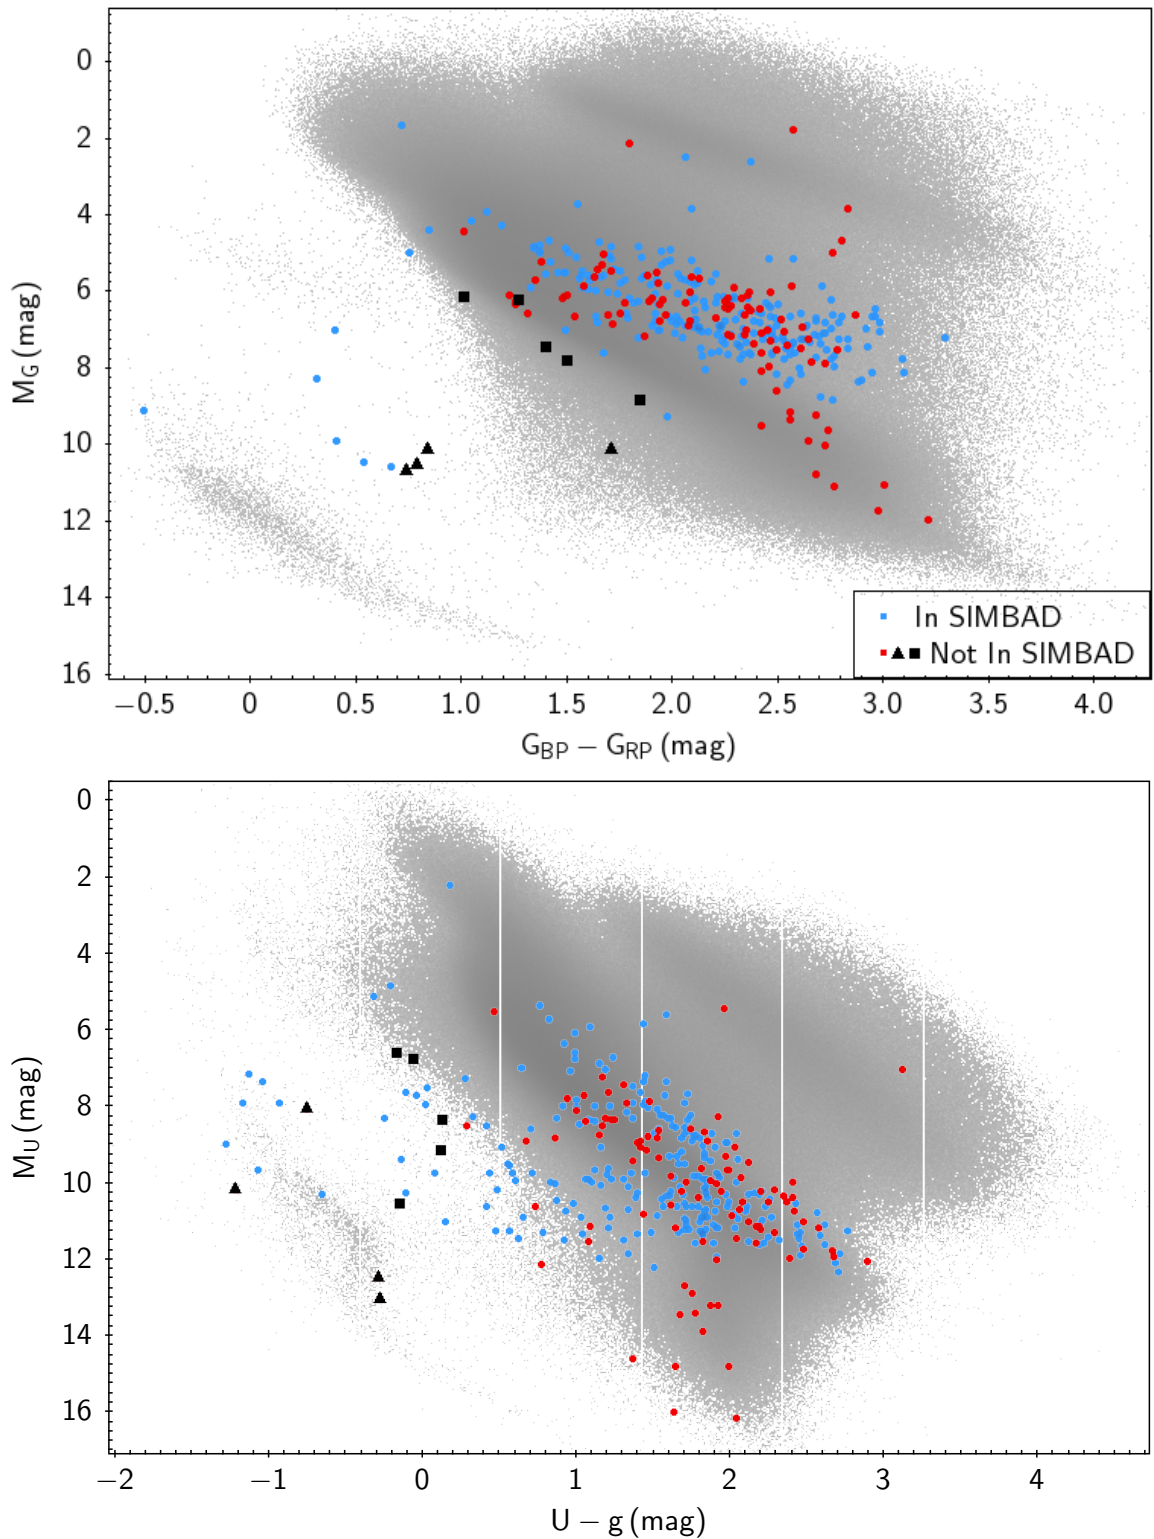 0
2
4
6
8
10
12
14
16
M_G (mag)
In SIMBAD
Not In SIMBAD
−0.5 0 0.5 1.0 1.5 2.0 2.5 3.0 3.5 4.0
G_BP − G_RP (mag)
0
2
4
6
8
10
12
14
16
M_U (mag)
−2 −1 0 1 2 3 4
U − g (mag)